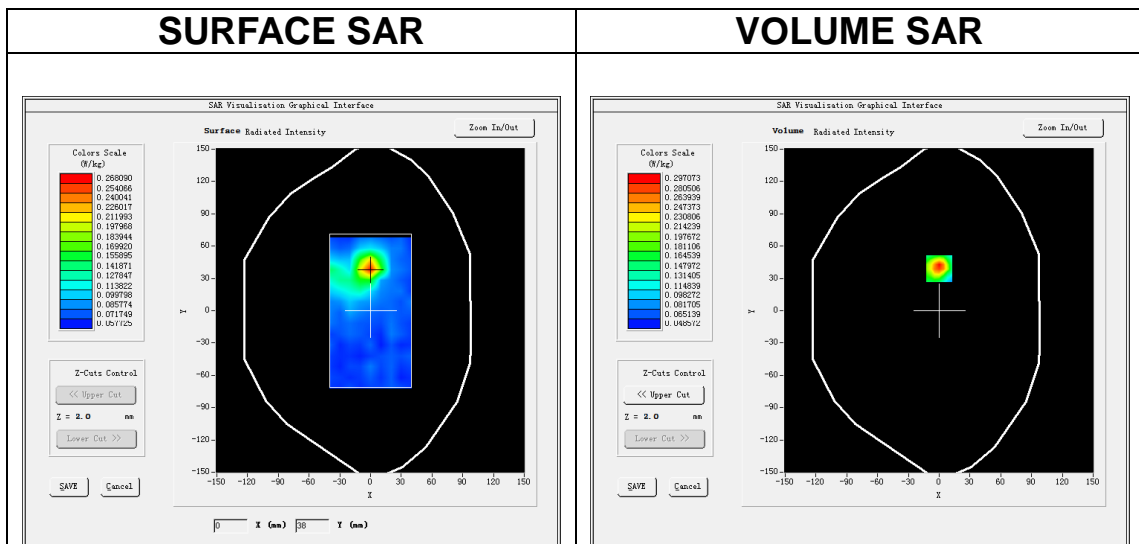 SURFACE SAR
SAR Visualisation Graphical Interface
Surface Radiated Intensity
Zoom In/Out
Colors Scale
(W/kg)
0.268090
0.254066
0.240041
0.226017
0.211993
0.197968
0.183944
0.169920
0.155895
0.141871
0.127847
0.113822
0.099798
0.085774
0.071749
0.057725
150
120
90
60
30
0
-30
-60
-90
-120
-150
Y
-150 -120 -90 -60 -30 0 30 60 90 120 150
X
Z-Cuts Control
<< Upper Cut
Z = 2.0 mm
Lower Cut >>
SAVE Cancel
0 X (mm) 38 Y (mm)
VOLUME SAR
SAR Visualisation Graphical Interface
Volume Radiated Intensity
Zoom In/Out
Colors Scale
(W/kg)
0.297073
0.280506
0.263939
0.247373
0.230806
0.214239
0.197672
0.181106
0.164539
0.147972
0.131405
0.114839
0.098272
0.081705
0.065139
0.048572
150
120
90
60
30
0
-30
-60
-90
-120
-150
Y
-150 -120 -90 -60 -30 0 30 60 90 120 150
X
Z-Cuts Control
<< Upper Cut
Z = 2.0 mm
Lower Cut >>
SAVE Cancel